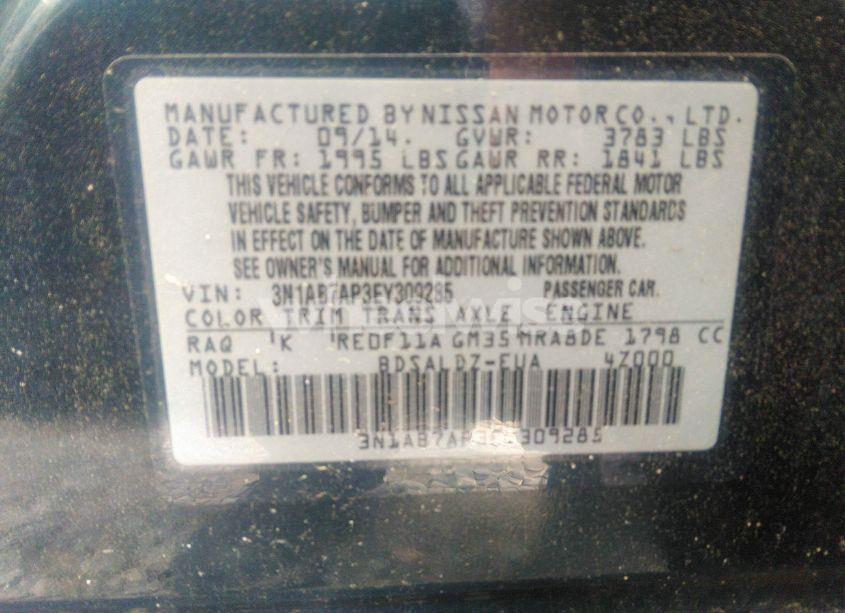 MANUFACTURED BY NISSAN MOTOR CO., LTD.
DATE: 09/14. GVWR: 3783 LBS
GAWR FR: 1995 LBS GAWR RR: 1841 LBS
THIS VEHICLE CONFORMS TO ALL APPLICABLE FEDERAL MOTOR
VEHICLE SAFETY, BUMPER AND THEFT PREVENTION STANDARDS
IN EFFECT ON THE DATE OF MANUFACTURE SHOWN ABOVE.
SEE OWNER'S MANUAL FOR ADDITIONAL INFORMATION.
VIN: 3N1AB7AP3EY309285 PASSENGER CAR.
COLOR TRIM TRANS AXLE ENGINE
RAQ K RE0F11A GM35 MRA8DE 1798 CC
MODEL: BDSALDZ-EUA 4Z000